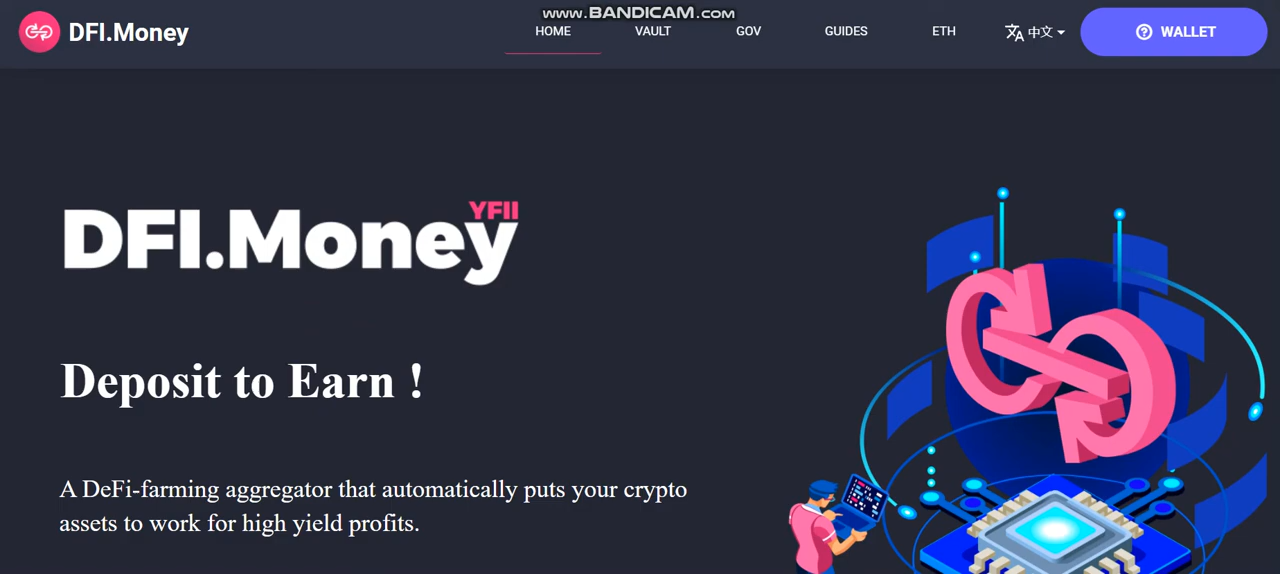 www.BANDICAM.com
DFI.Money
HOME
VAULT
GOV
GUIDES
ETH
中文
WALLET
DFI.Money YFII
Deposit to Earn !
A DeFi-farming aggregator that automatically puts your crypto
assets to work for high yield profits.